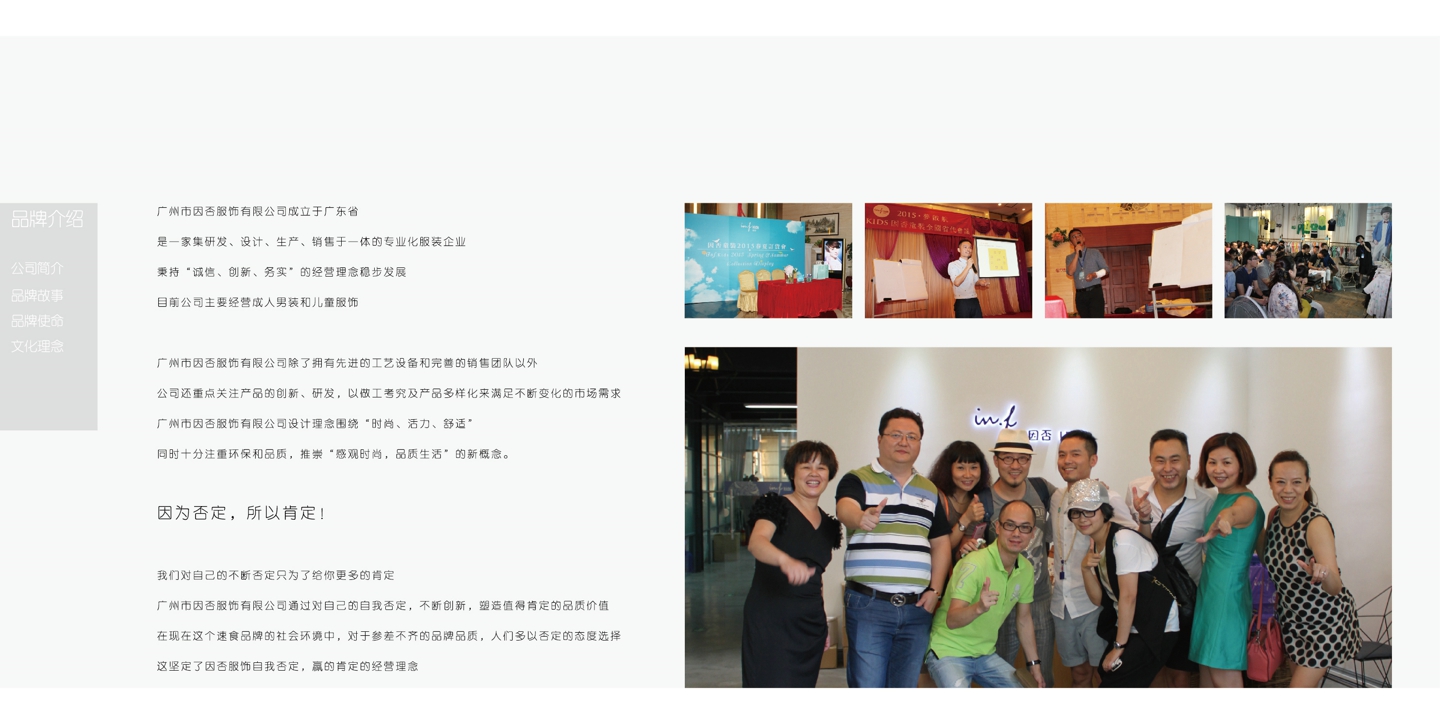 品牌介绍
公司简介
品牌故事
品牌使命
文化理念
广州市因否服饰有限公司成立于广东省
是一家集研发、设计、生产、销售于一体的专业化服装企业
秉持“诚信、创新、务实”的经营理念稳步发展
目前公司主要经营成人男装和儿童服饰
广州市因否服饰有限公司除了拥有先进的工艺设备和完善的销售团队以外
公司还重点关注产品的创新、研发，以做工考究及产品多样化来满足不断变化的市场需求
广州市因否服饰有限公司设计理念围绕“时尚、活力、舒适”
同时十分注重环保和品质，推崇“感观时尚，品质生活”的新概念。
因为否定，所以肯定！
我们对自己的不断否定只为了给你更多的肯定
广州市因否服饰有限公司通过对自己的自我否定，不断创新，塑造值得肯定的品质价值
在现在这个速食品牌的社会环境中，对于参差不齐的品牌品质，人们多以否定的态度选择
这坚定了因否服饰自我否定，赢的肯定的经营理念
2015
KIDS
in.f
因否